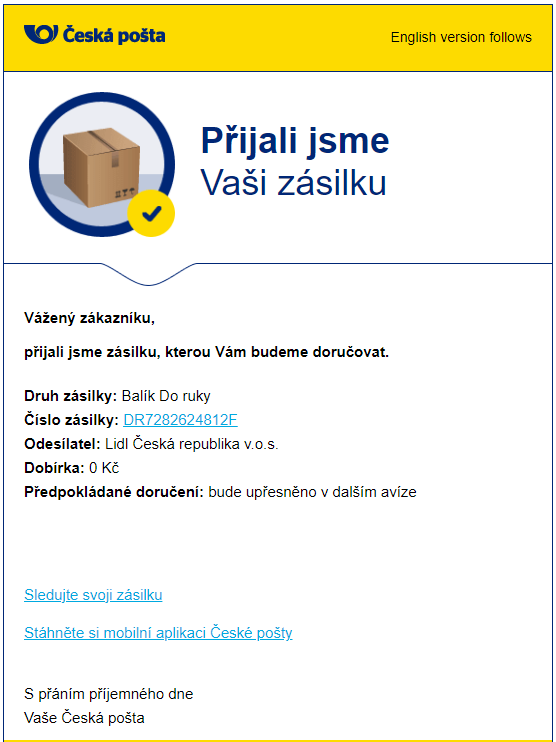 Česká pošta
English version follows
Přijali jsme
Vaši zásilku
Vážený zákazníku,
přijali jsme zásilku, kterou Vám budeme doručovat.
Druh zásilky: Balík Do ruky
Číslo zásilky: DR7282624812F
Odesílatel: Lidl Česká republika v.o.s.
Dobírka: 0 Kč
Předpokládané doručení: bude upřesněno v dalším avíze
Sledujte svoji zásilku
Stáhněte si mobilní aplikaci České pošty
S přáním příjemného dne
Vaše Česká pošta